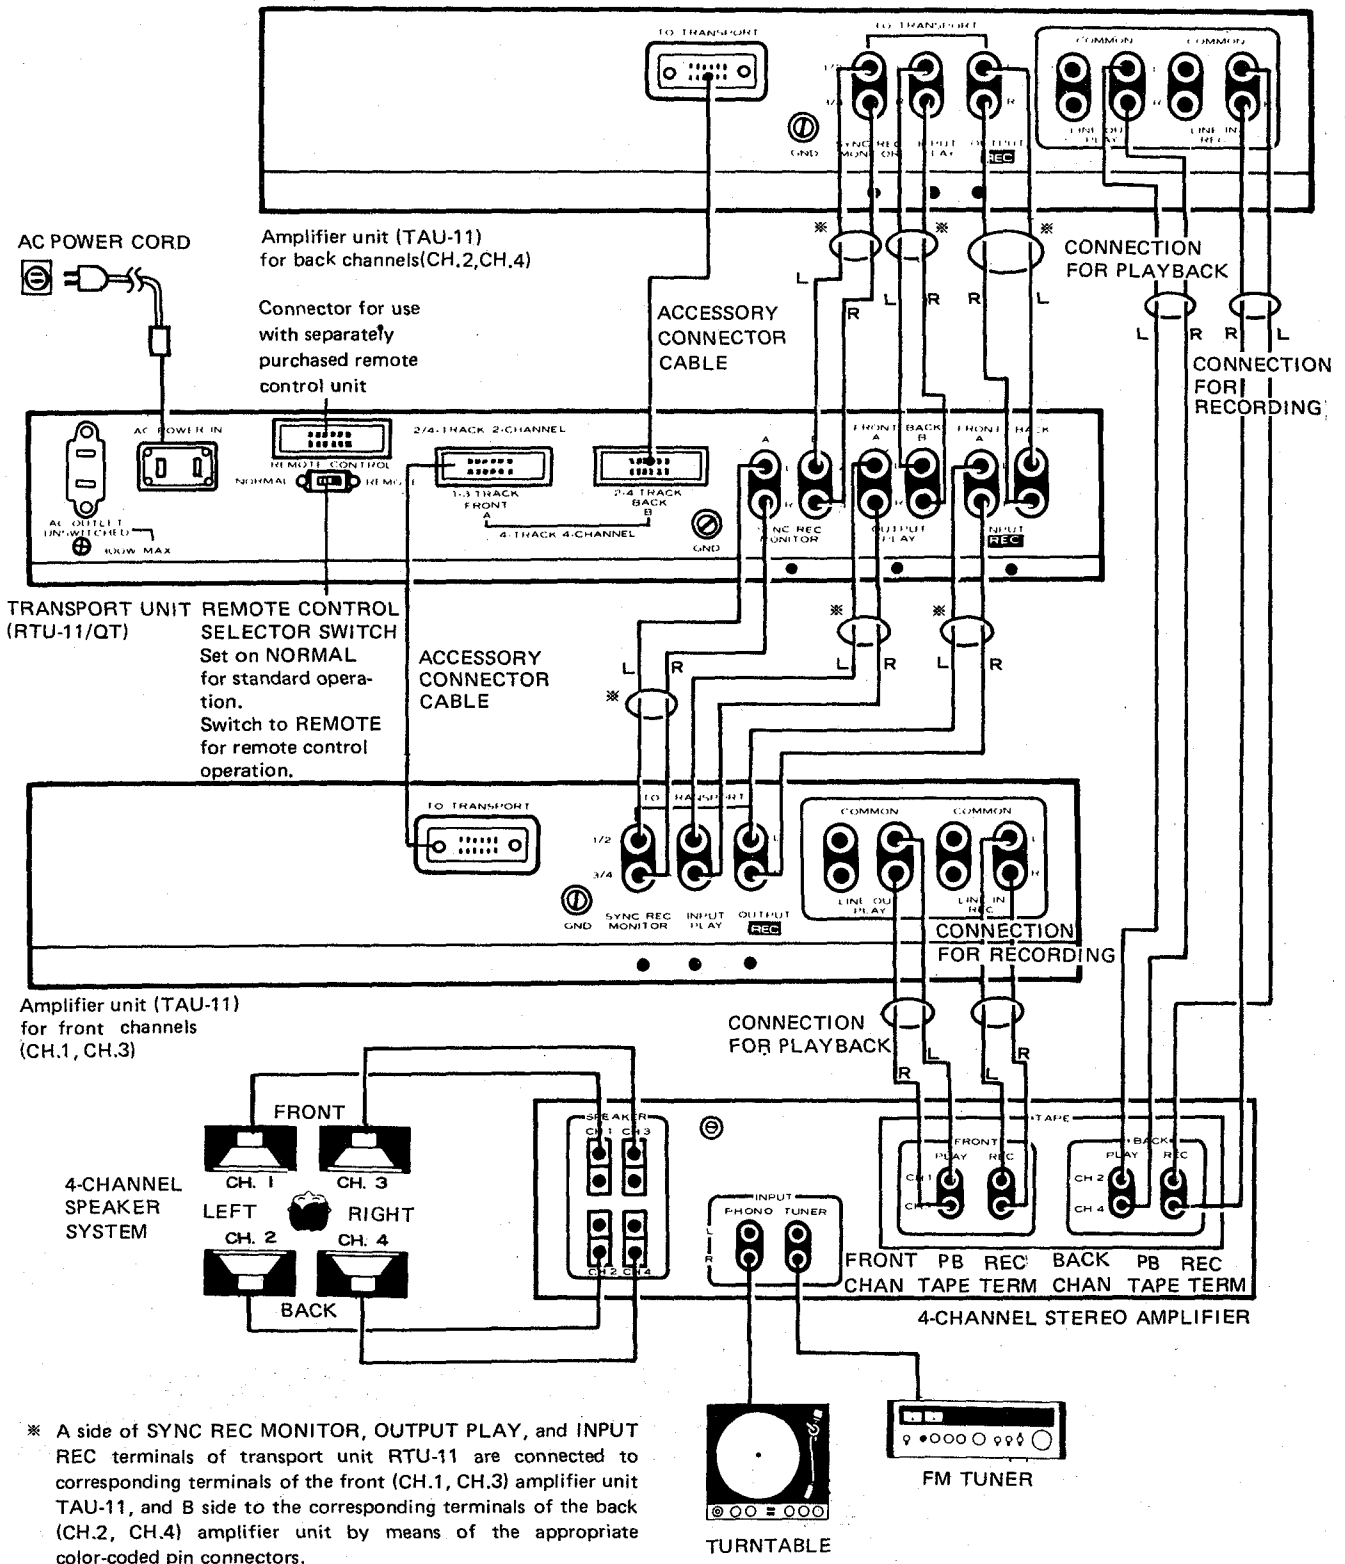 TO TRANSPORT
TO TRANSPORT
COMMON
COMMON
R
R
R
GND
MONITOR
PLAY
REC
PLAY
LINE IN
REC
AC POWER CORD
Amplifier unit (TAU-11)
for back channels(CH.2,CH.4)
※
※
※
CONNECTION
FOR PLAYBACK
L
R
L
R
R
L
L
R
R
L
Connector for use
with separately
purchased remote
control unit
ACCESSORY
CONNECTOR
CABLE
CONNECTION
FOR
RECORDING
AC POWER IN
2/4-TRACK 2-CHANNEL
REMOTE CONTROL
NORMAL
1-3 TRACK
FRONT
A
2-4 TRACK
BACK
B
4-TRACK 4-CHANNEL
A
FRONT
A
BACK
B
FRONT
A
BACK
L
R
AC OUTLET
UNSWITCHED
100W MAX
GND
SYNC REC
MONITOR
OUTPUT
PLAY
INPUT
REC
TRANSPORT UNIT
(RTU-11/QT)
REMOTE CONTROL
SELECTOR SWITCH
Set on NORMAL
for standard opera-
tion.
Switch to REMOTE
for remote control
operation.
ACCESSORY
CONNECTOR
CABLE
※
※
※
L
R
L
R
L
R
TO TRANSPORT
TO TRANSPORT
COMMON
COMMON
1/2
3/4
L
L
R
GND
SYNC REC
MONITOR
INPUT
PLAY
OUTPUT
REC
LINE OUT
PLAY
LINE IN
REC
CONNECTION
FOR RECORDING
Amplifier unit (TAU-11)
for front channels
(CH.1, CH.3)
CONNECTION
FOR PLAYBACK
R
L
L
R
FRONT
CH. 1
CH. 3
4-CHANNEL
SPEAKER
SYSTEM
LEFT
RIGHT
CH. 2
CH. 4
BACK
SPEAKER
CH 1
CH 3
CH 2
CH 4
INPUT
PHONO
TUNER
L
R
TAPE
FRONT
PLAY
REC
CH 1
BACK
PLAY
REC
CH 2
CH 4
FRONT PB REC BACK PB REC
CHAN TAPE TERM CHAN TAPE TERM
4-CHANNEL STEREO AMPLIFIER
TURNTABLE
FM TUNER
※ A side of SYNC REC MONITOR, OUTPUT PLAY, and INPUT
REC terminals of transport unit RTU-11 are connected to
corresponding terminals of the front (CH.1, CH.3) amplifier unit
TAU-11, and B side to the corresponding terminals of the back
(CH.2, CH.4) amplifier unit by means of the appropriate
color-coded pin connectors.